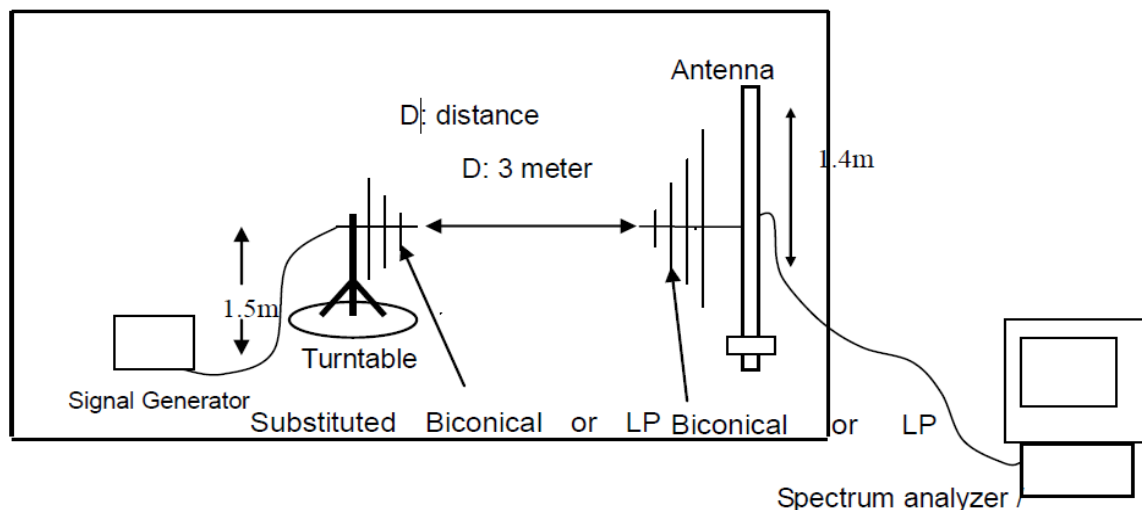 Antenna
D: distance
D: 3 meter
1.4m
1.5m
Turntable
Signal Generator
Substituted Biconical or LP Biconical or LP
Spectrum analyzer /